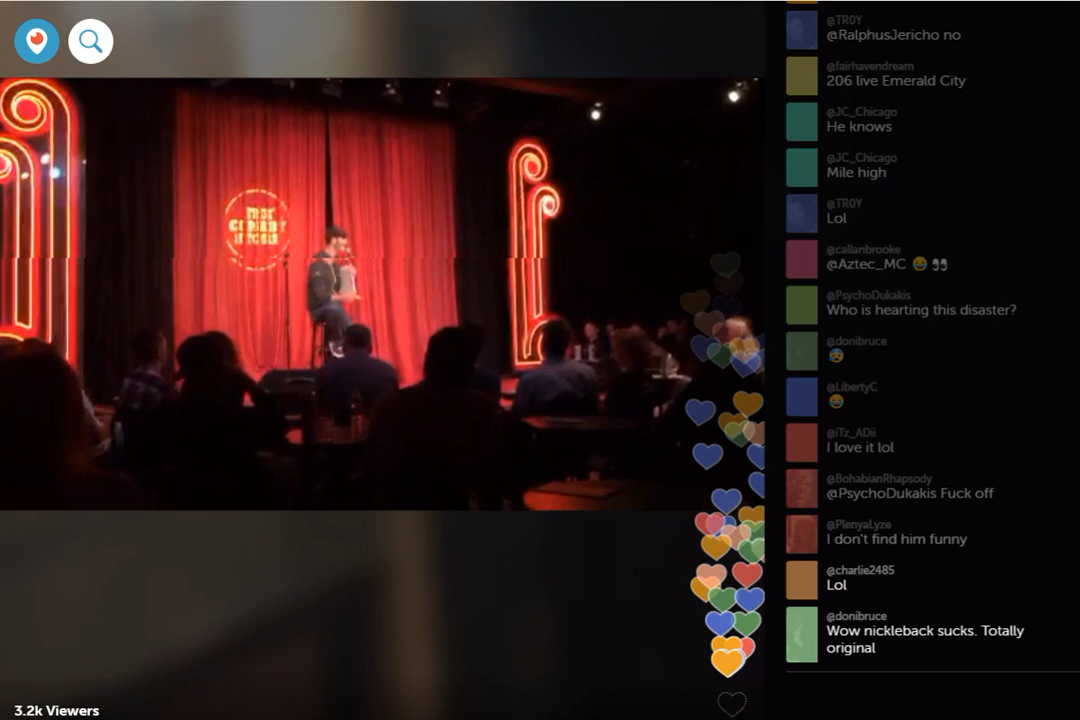 THE
COMEDY
@TR0Y
@RalphusJericho no
@fairhavendream
206 live Emerald City
@JC_Chicago
He knows
@JC_Chicago
Mile high
@TR0Y
Lol
@callanbrooke
@Aztec_MC 😂 👀
@PsychoDukakis
Who is hearting this disaster?
@donibruce
😰
@LibertyC
😂
@iTz_ADii
I love it lol
@BohabianRhapsody
@PsychoDukakis Fuck off
@PlenyaLyze
I don't find him funny
@charlie2485
Lol
@donibruce
Wow nickleback sucks. Totally
original
3.2k Viewers